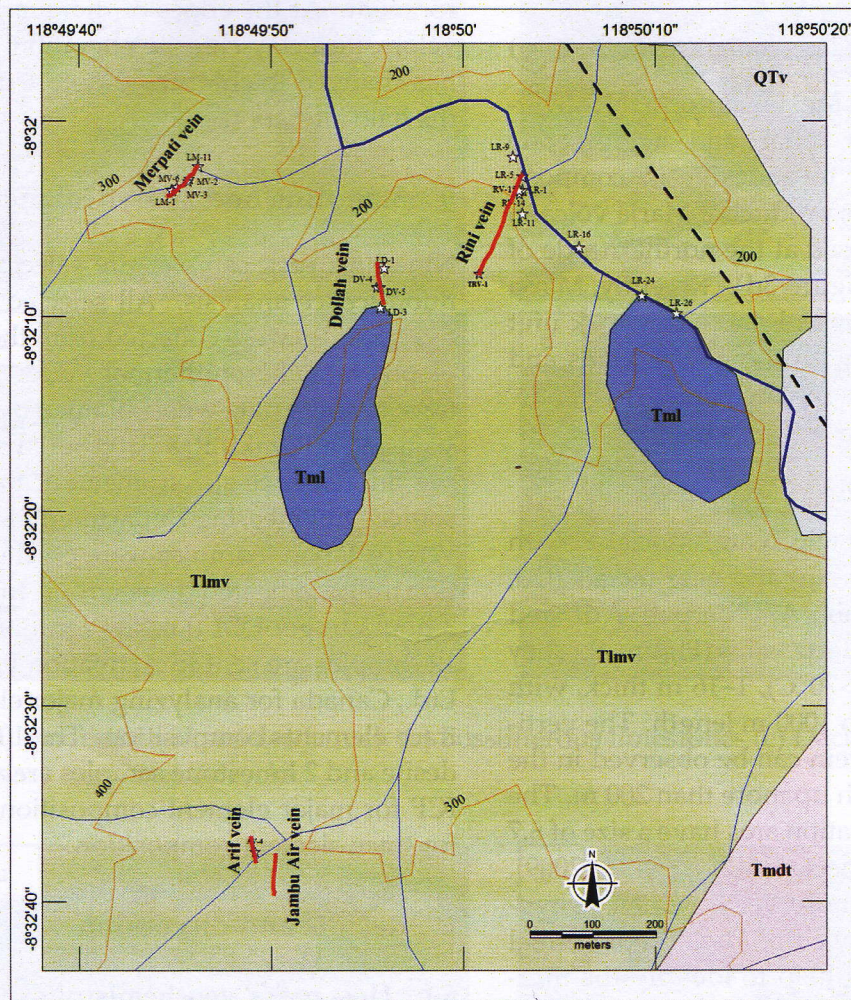 118°49'40" 118°49'50" 118°50' 118°50'10" 118°50'20"
QTv
200
-8°32'
LR-9
LM-11
Merpati vein
300
MV-6
MV-2
MV-3
LM-1
LR-5
LR-1
LR-11
200
Rini vein
LR-16
200
LD-1
Dollah vein
DV-4
DV-5
LD-3
LR-24
LR-26
-8°32'10"
Tml
Tml
-8°32'20"
Tlmv
Tlmv
-8°32'30"
400
300
Arif vein
Jambu Air vein
Tmdt
N
-8°32'40"
0 100 200
meters